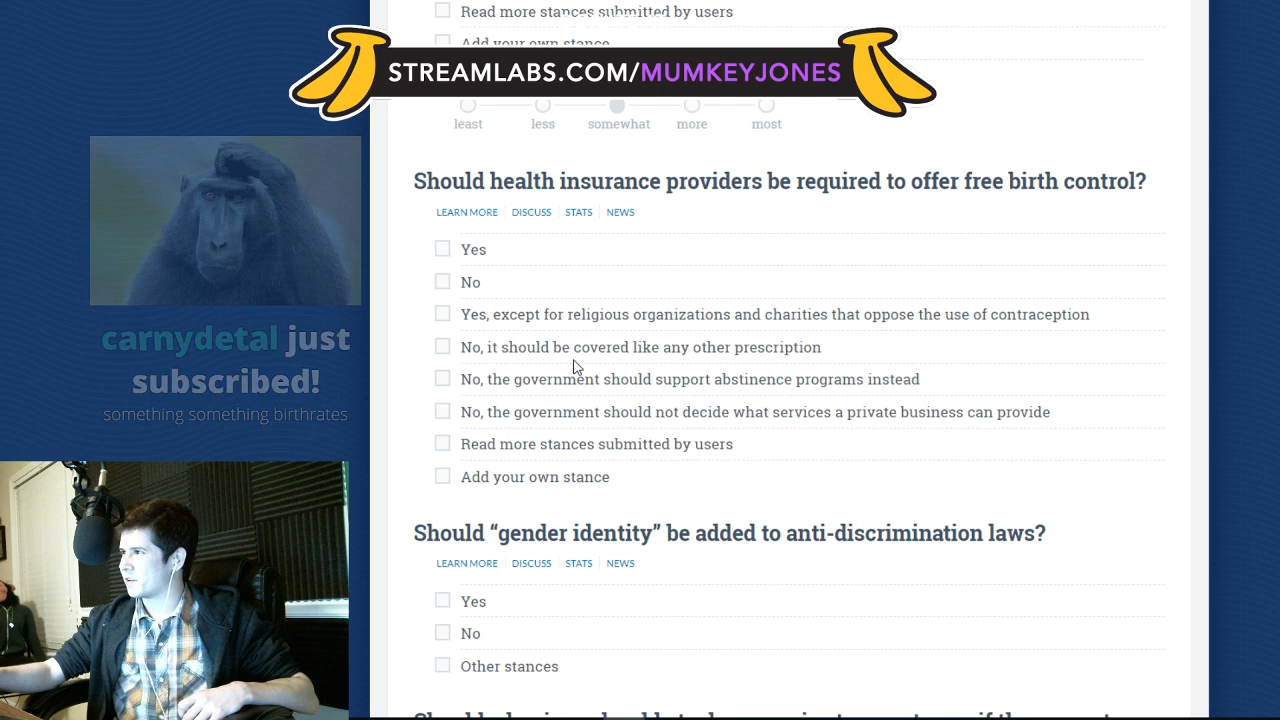 Read more stances submitted by users
Add your own stance
STREAMLABS.COM/MUMKEYJONES
least less somewhat more most
Should health insurance providers be required to offer free birth control?
LEARN MORE DISCUSS STATS NEWS
Yes
No
Yes, except for religious organizations and charities that oppose the use of contraception
No, it should be covered like any other prescription
No, the government should support abstinence programs instead
No, the government should not decide what services a private business can provide
Read more stances submitted by users
Add your own stance
carnydetal just
subscribed!
something something birthrates
Should “gender identity” be added to anti-discrimination laws?
LEARN MORE DISCUSS STATS NEWS
Yes
No
Other stances